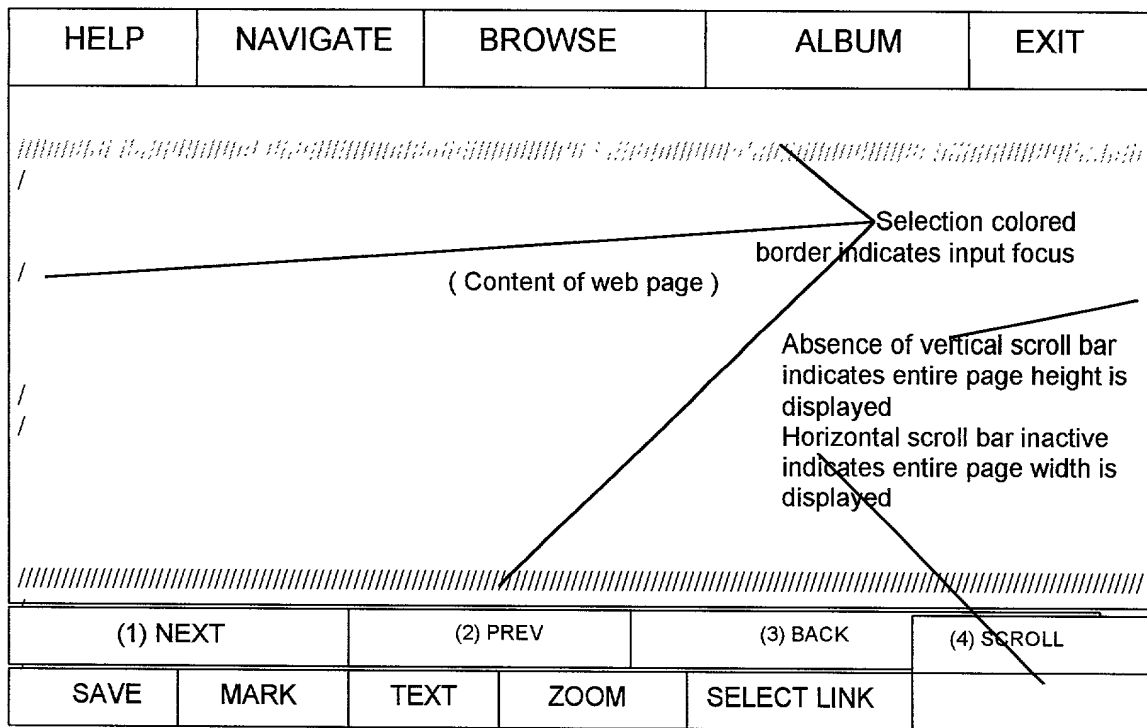 HELP NAVIGATE BROWSE ALBUM EXIT
Selection colored
border indicates input focus
( Content of web page )
Absence of vertical scroll bar
indicates entire page height is
displayed
Horizontal scroll bar inactive
indicates entire page width is
displayed
(1) NEXT (2) PREV (3) BACK (4) SCROLL
SAVE MARK TEXT ZOOM SELECT LINK